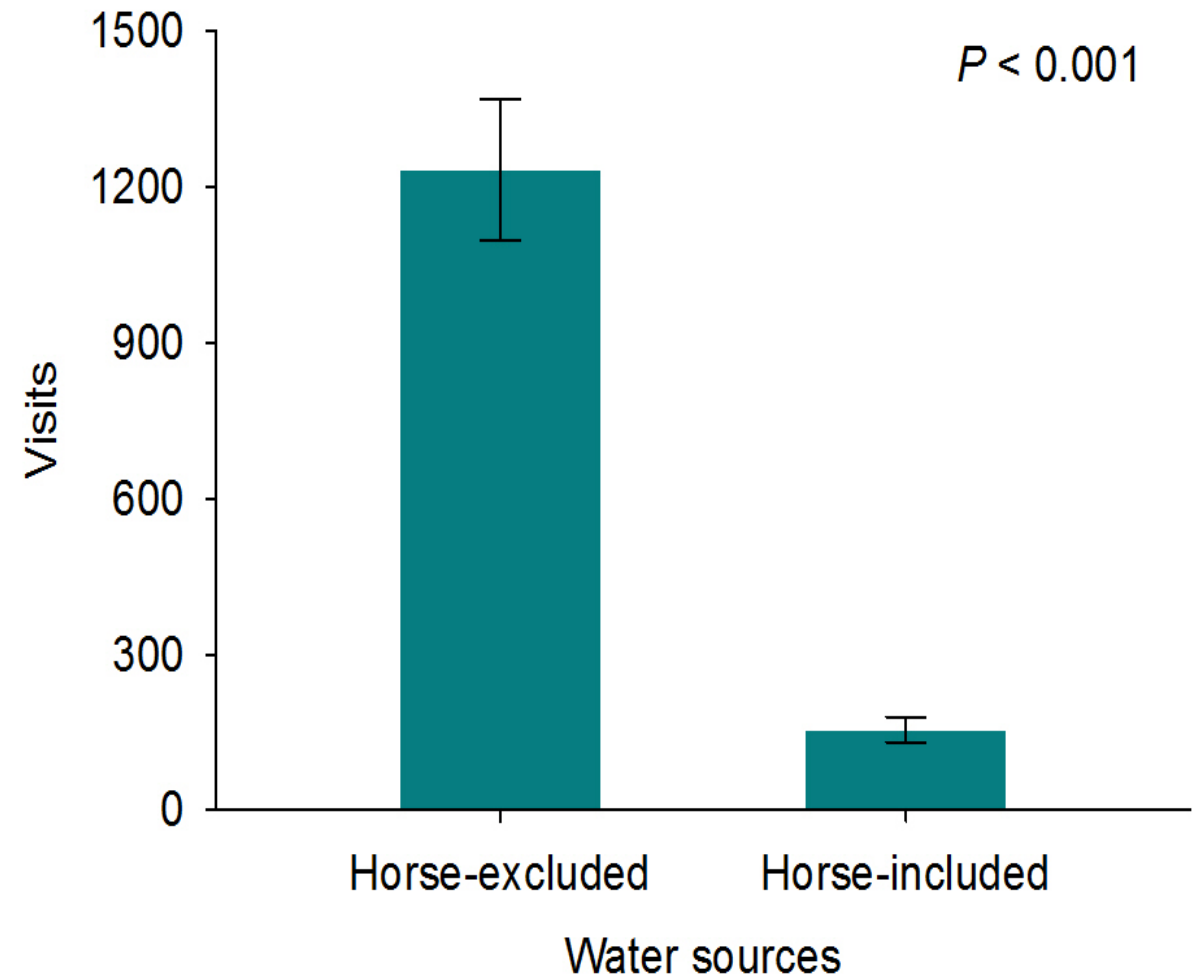 1500
P < 0.001
1200
900
Visits
600
300
0
Horse-excluded
Horse-included
Water sources